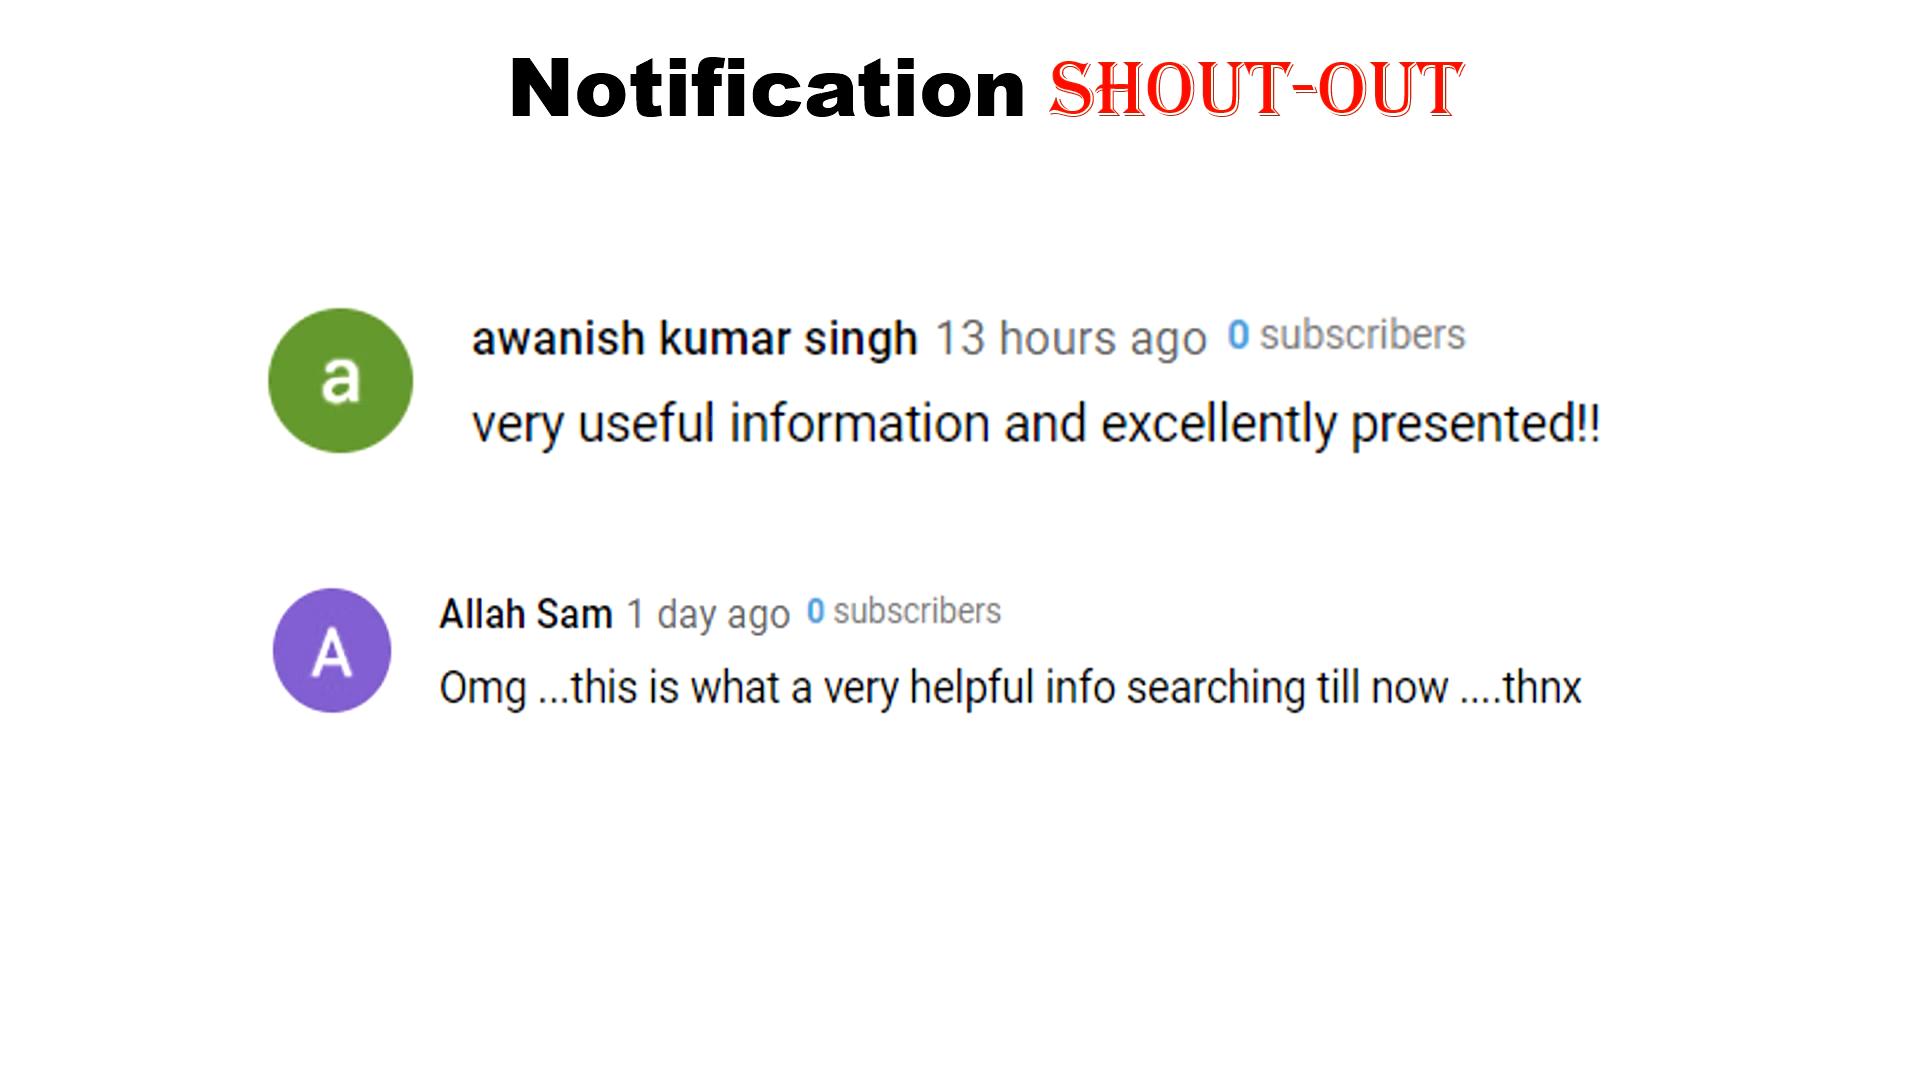 Notification SHOUT-OUT
a
awanish kumar singh 13 hours ago 0 subscribers
very useful information and excellently presented!!
A
Allah Sam 1 day ago 0 subscribers
Omg ...this is what a very helpful info searching till now ....thnx